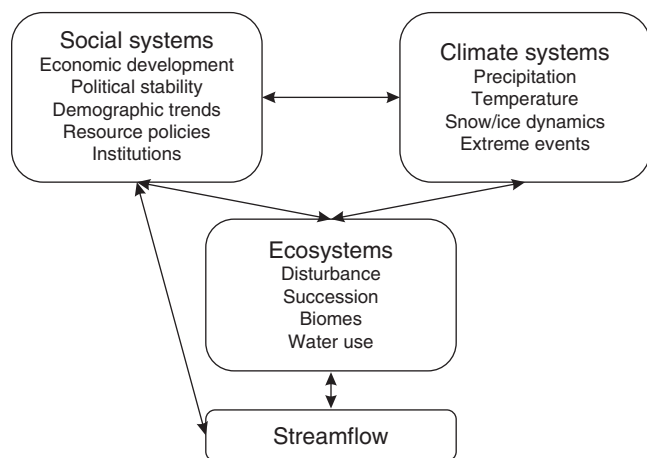 Social systems
Economic development
Political stability
Demographic trends
Resource policies
Institutions
Climate systems
Precipitation
Temperature
Snow/ice dynamics
Extreme events
Ecosystems
Disturbance
Succession
Biomes
Water use
Streamflow